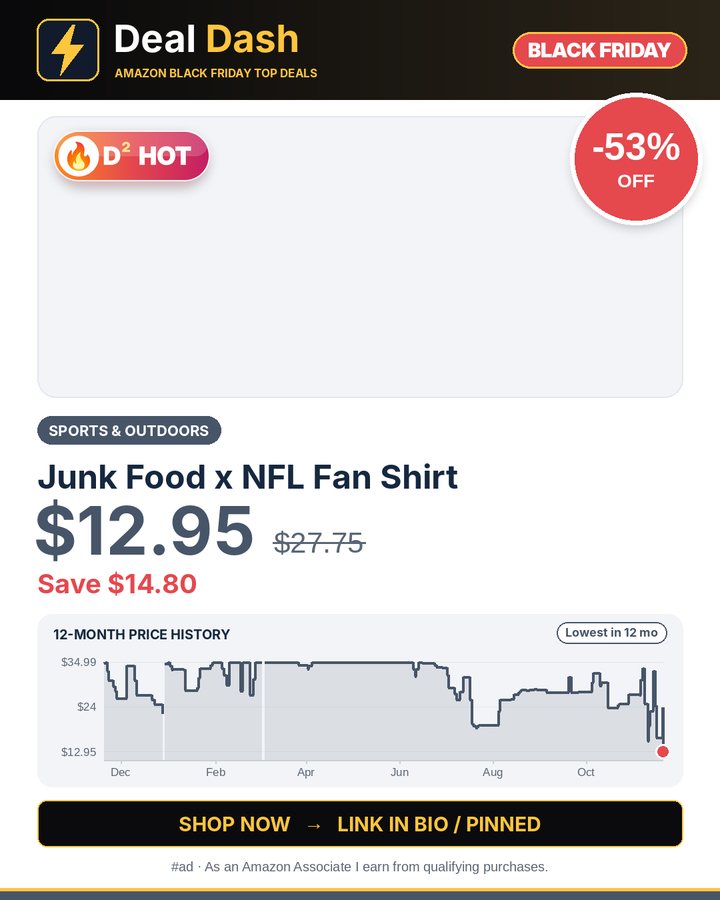 Deal Dash
AMAZON BLACK FRIDAY TOP DEALS
BLACK FRIDAY
D² HOT
-53%
OFF
SPORTS & OUTDOORS
Junk Food x NFL Fan Shirt
$12.95 $27.75
Save $14.80
12-MONTH PRICE HISTORY
Lowest in 12 mo
$34.99
$24
$12.95
Dec Feb Apr Jun Aug Oct
SHOP NOW → LINK IN BIO / PINNED
#ad · As an Amazon Associate I earn from qualifying purchases.